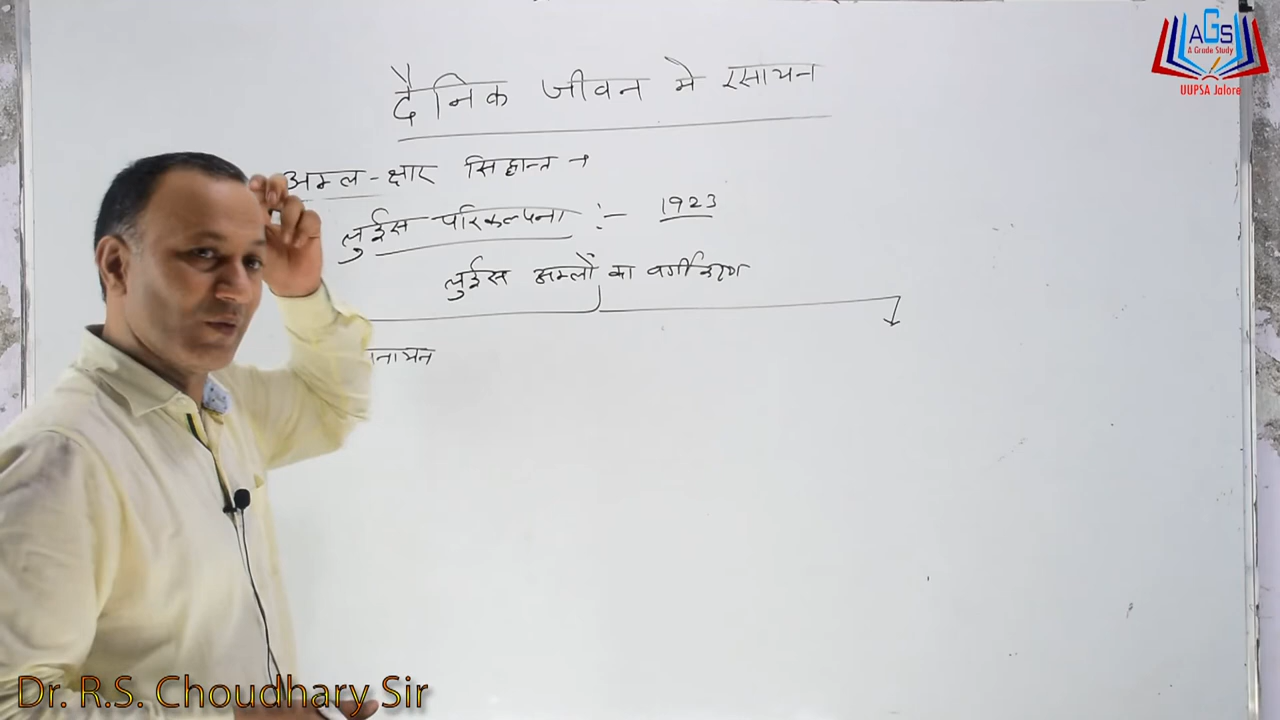 AGS
A Grade Study
UUPSA Jalore
दैनिक जीवन मे रसायन
अम्ल - क्षार सिद्धान्त →
लुईस परिकल्पना :- 1923
लुईस अम्लों का वर्गीकरण
नायन
Dr. R.S. Choudhary Sir